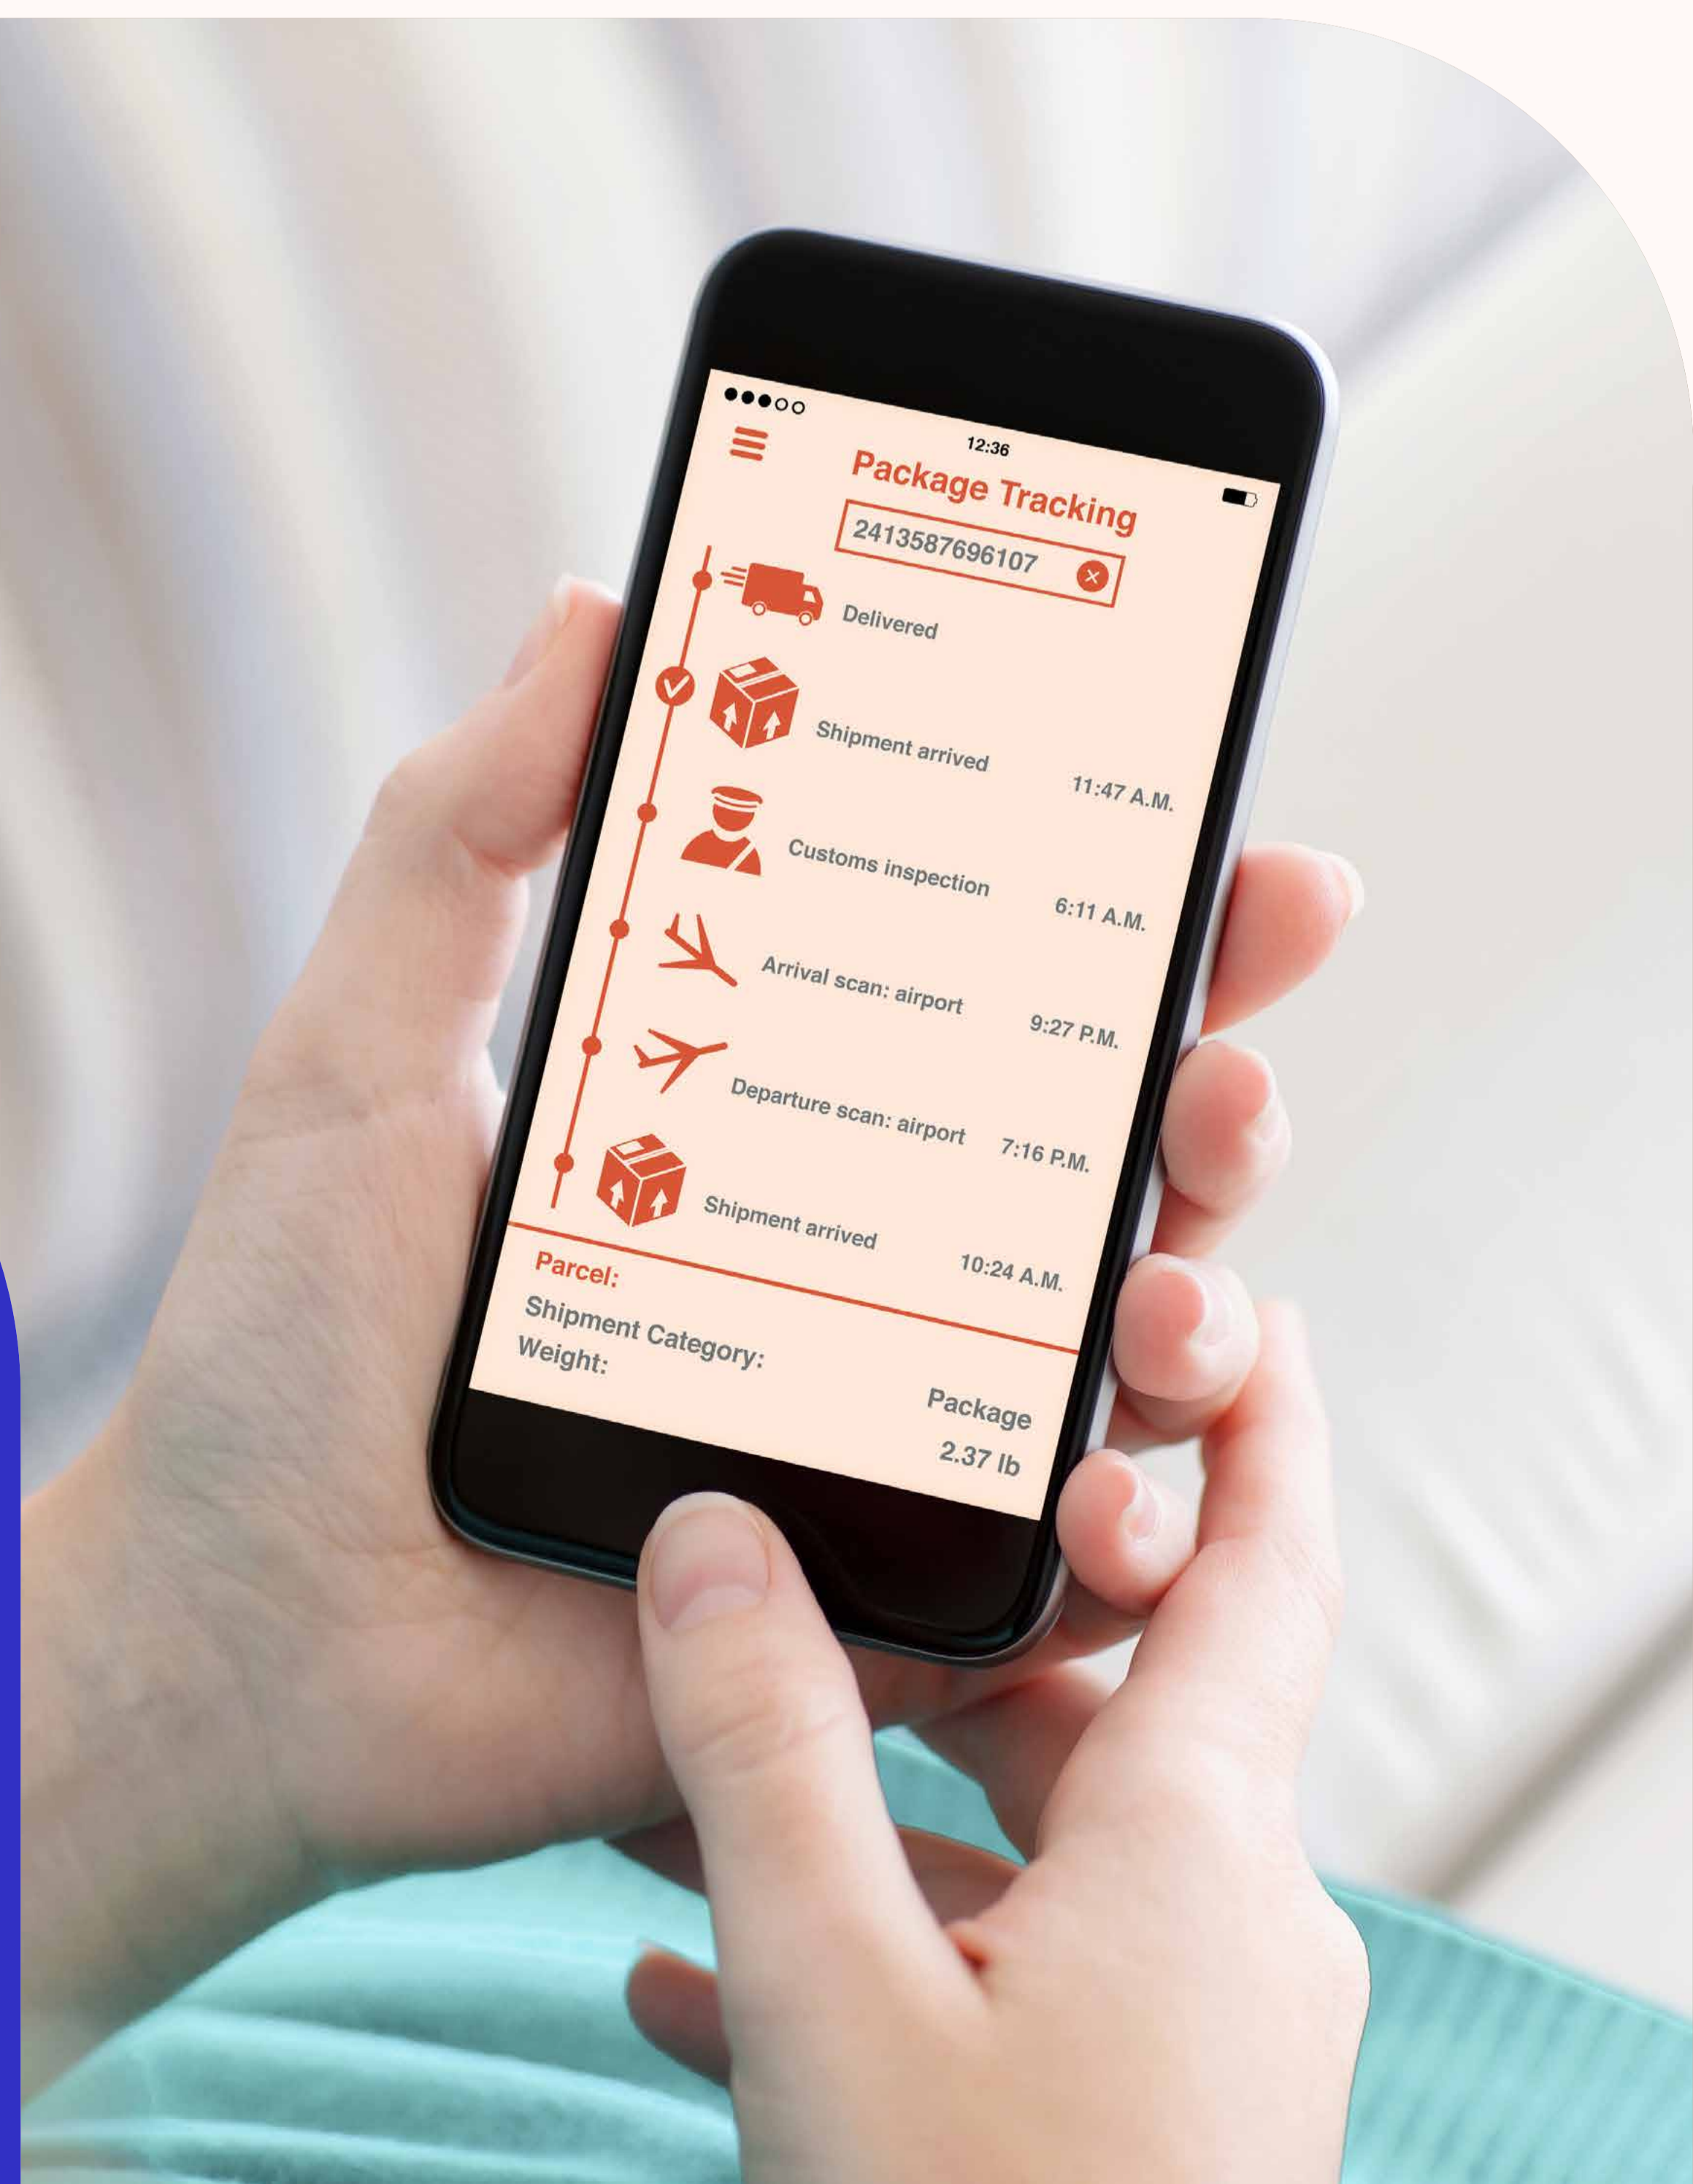 12:36
Package Tracking
2413587696107
Delivered
Shipment arrived 11:47 A.M.
Customs inspection 6:11 A.M.
Arrival scan: airport 9:27 P.M.
Departure scan: airport 7:16 P.M.
Shipment arrived 10:24 A.M.
Parcel:
Shipment Category: Package
Weight: 2.37 lb